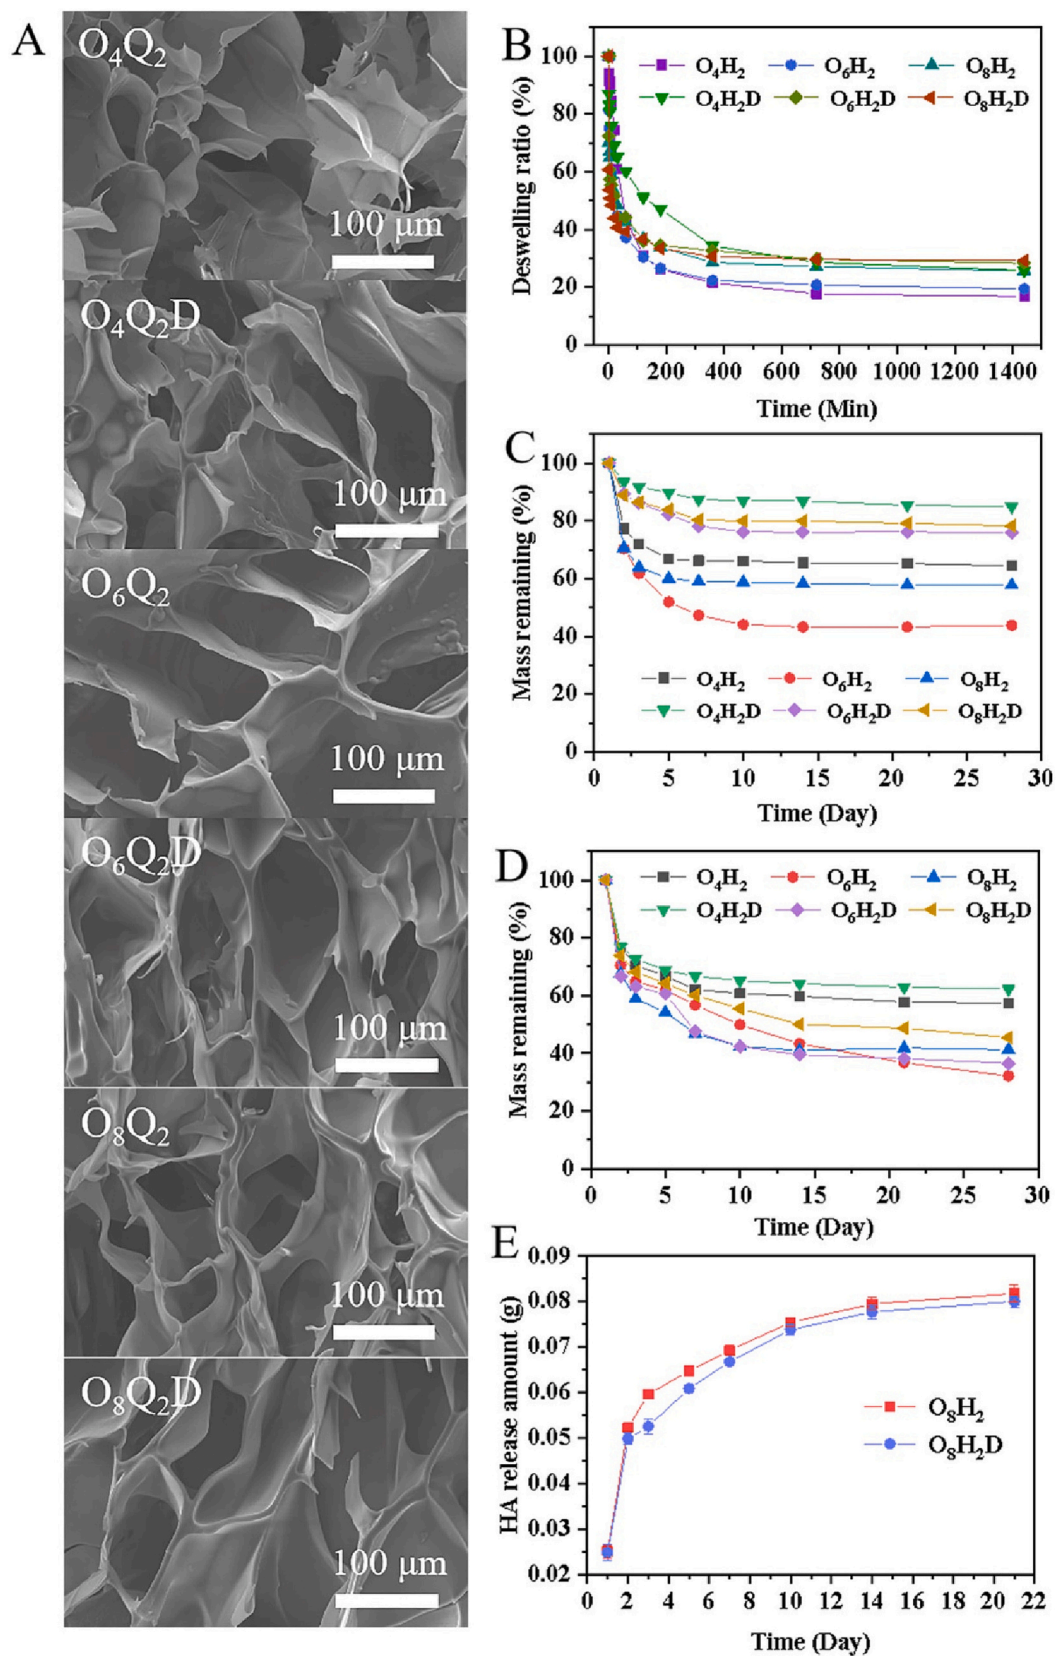 A
O₄Q₂
100 μm
O₄Q₂D
100 μm
O₆Q₂
100 μm
O₆Q₂D
100 μm
O₈Q₂
100 μm
O₈Q₂D
100 μm
B
O₄H₂ O₆H₂ O₈H₂
O₄H₂D O₆H₂D O₈H₂D
Deswelling ratio (%)
100
80
60
40
20
0
0 200 400 600 800 1000 1200 1400
Time (Min)
C
Mass remaining (%)
100
80
60
40
20
0
O₄H₂ O₆H₂ O₈H₂
O₄H₂D O₆H₂D O₈H₂D
0 5 10 15 20 25 30
Time (Day)
D
O₄H₂ O₆H₂ O₈H₂
O₄H₂D O₆H₂D O₈H₂D
Mass remaining (%)
100
80
60
40
20
0
0 5 10 15 20 25 30
Time (Day)
E
HA release amount (g)
0.09
0.08
0.07
0.06
0.05
0.04
0.03
0.02
O₈H₂
O₈H₂D
0 2 4 6 8 10 12 14 16 18 20 22
Time (Day)